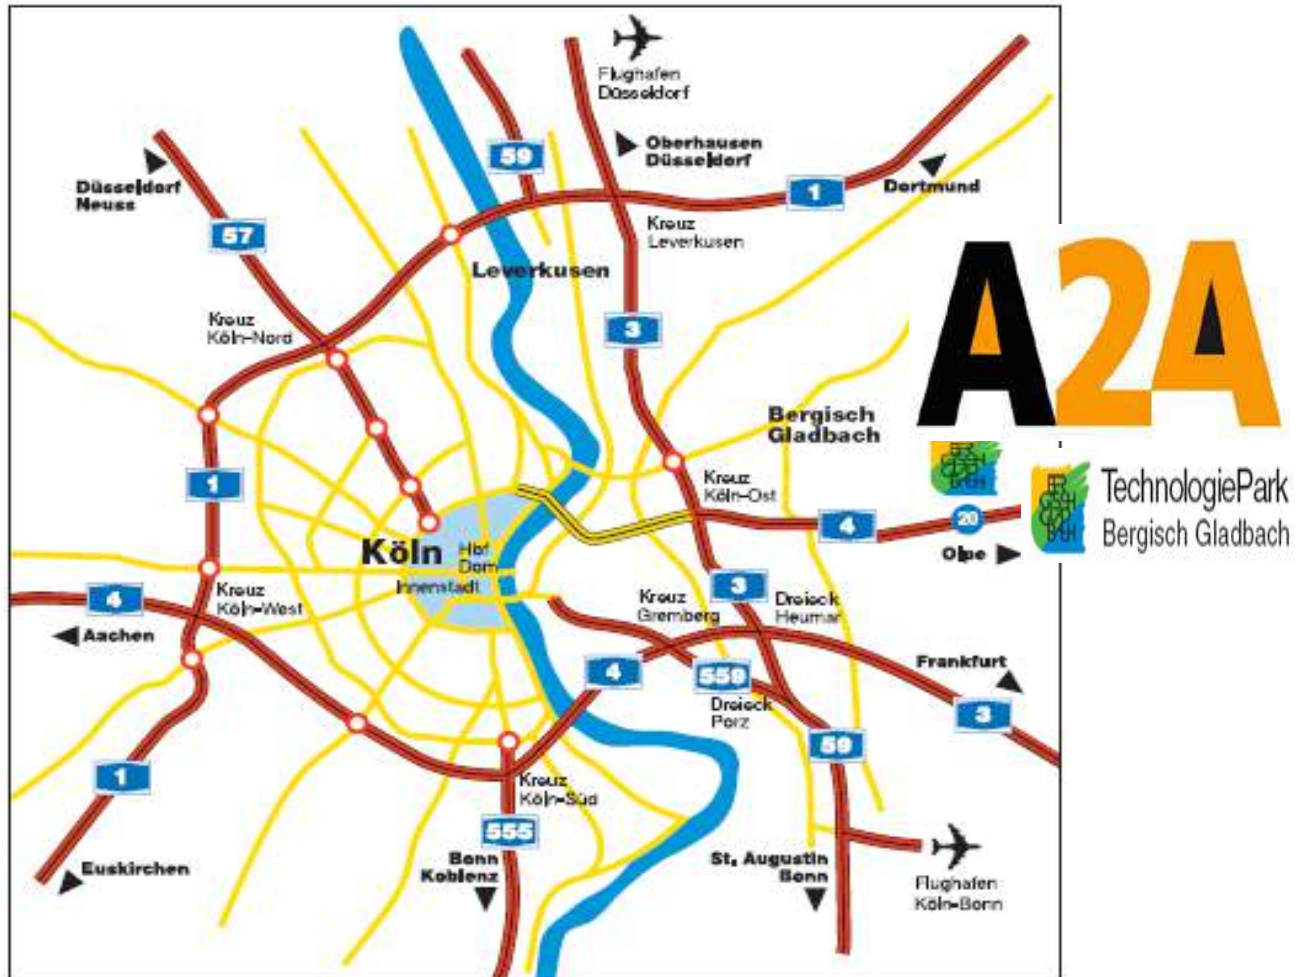 Flughafen
Düsseldorf
59
Oberhausen
Düsseldorf
Düsseldorf
Neuss
1
Dortmund
57
Kreuz
Leverkusen
Leverkusen
A2A
Kreuz
Köln-Nord
3
Bergisch
Gladbach
1
Kreuz
Köln-Ost
TechnologiePark
Bergisch Gladbach
4
20
Olpe
Köln
Hbf
Dom
Innenstadt
4
Kreuz
Köln-West
3
Kreuz
Gremberg
Dreieck
Heumar
Aachen
4
559
Frankfurt
Dreieck
Porz
3
59
1
Kreuz
Köln-Süd
555
Bonn
Koblenz
St. Augustin
Bonn
Euskirchen
Flughafen
Köln-Bonn